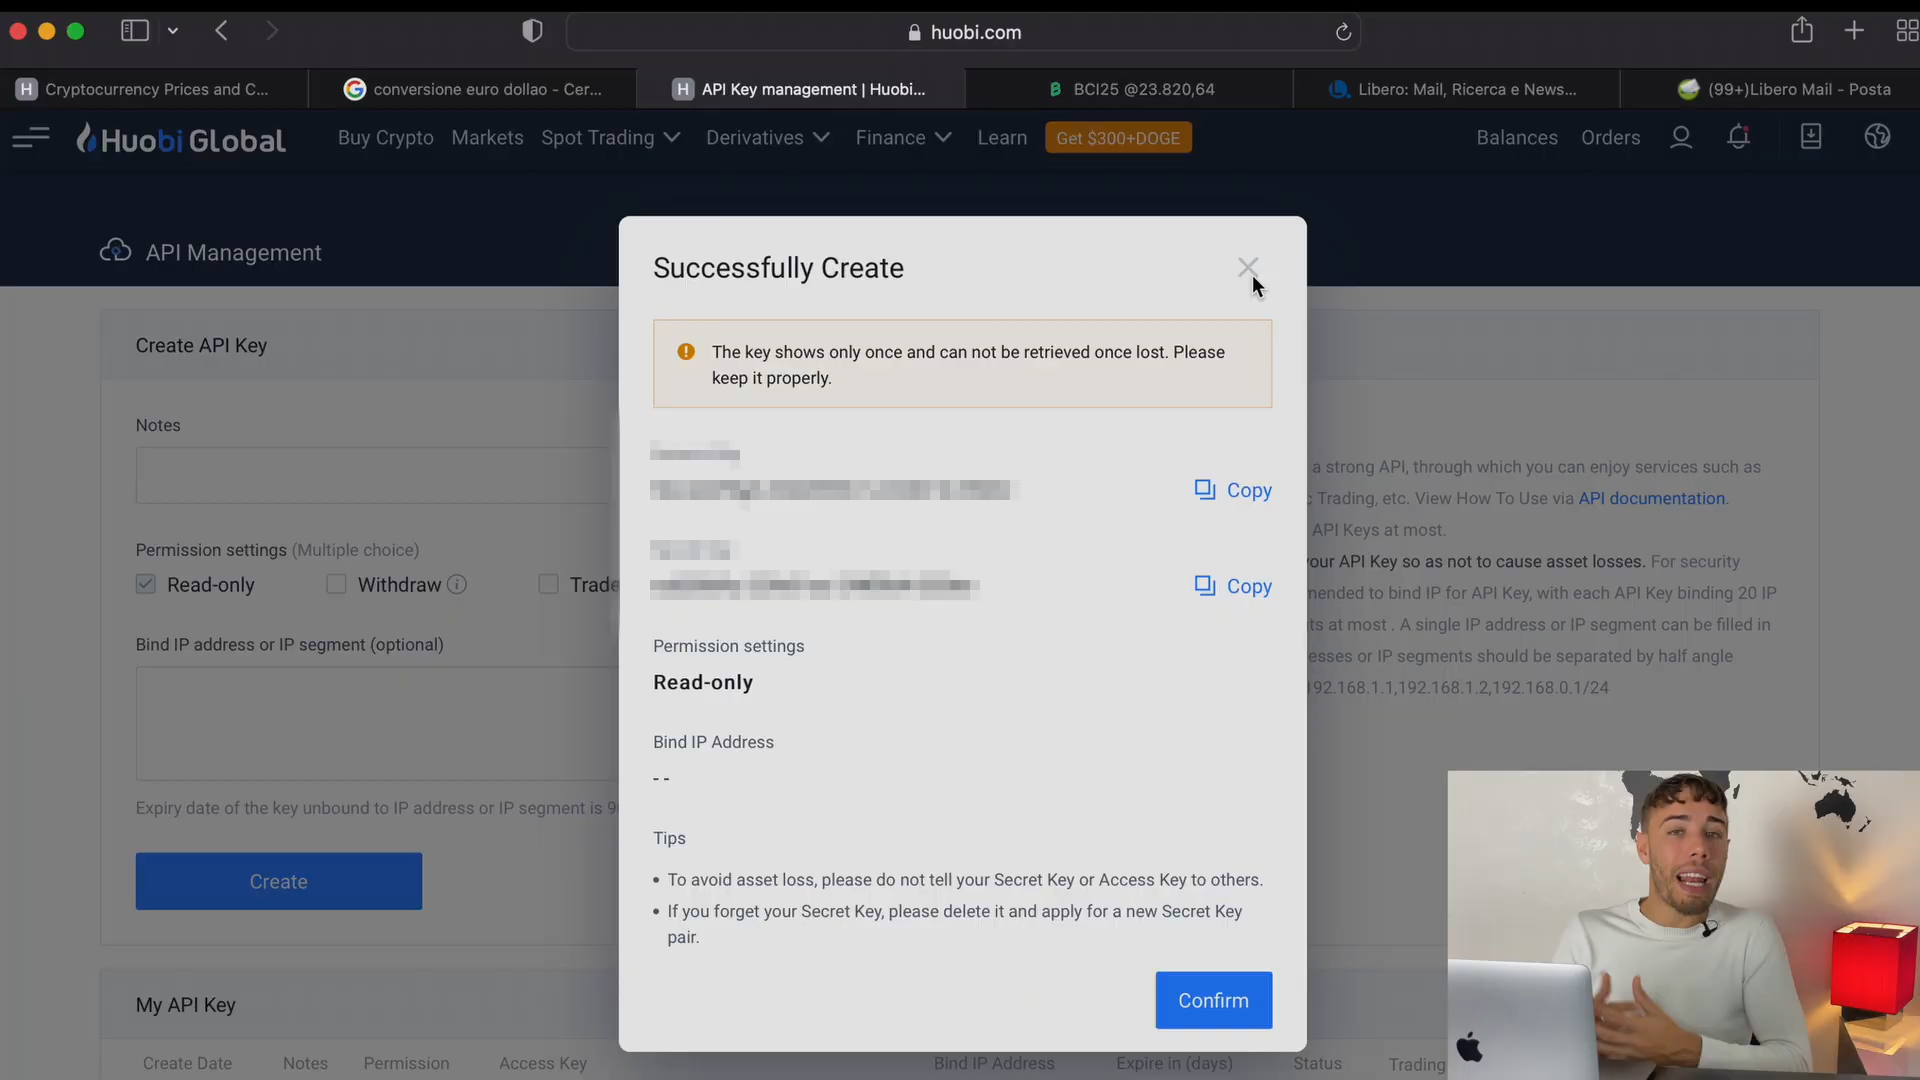 huobi.com
Cryptocurrency Prices and C...
conversione euro dollao - Cer...
API Key management | Huobi...
BCI25 @23.820,64
Libero: Mail, Ricerca e News...
(99+)Libero Mail - Posta
Huobi Global
Buy Crypto
Markets
Spot Trading
Derivatives
Finance
Learn
Get $300+DOGE
Balances
Orders
API Management
Successfully Create
The key shows only once and can not be retrieved once lost. Please
keep it properly.
Copy
Copy
Permission settings
Read-only
Bind IP Address
- -
Tips
• To avoid asset loss, please do not tell your Secret Key or Access Key to others.
• If you forget your Secret Key, please delete it and apply for a new Secret Key
pair.
Confirm
Create API Key
Notes
Permission settings (Multiple choice)
Read-only
Withdraw
Trade
Bind IP address or IP segment (optional)
Expiry date of the key unbound to IP address or IP segment is
Create
a strong API, through which you can enjoy services such as
Trading, etc. View How To Use via API documentation.
API Keys at most.
your API Key so as not to cause asset losses. For security
mended to bind IP for API Key, with each API Key binding 20 IP
ts at most . A single IP address or IP segment can be filled in
esses or IP segments should be separated by half angle
192.168.1.1,192.168.1.2,192.168.0.1/24
My API Key
Create Date
Notes
Permission
Access Key
Bind IP Address
Expire in (days)
Status
Trading